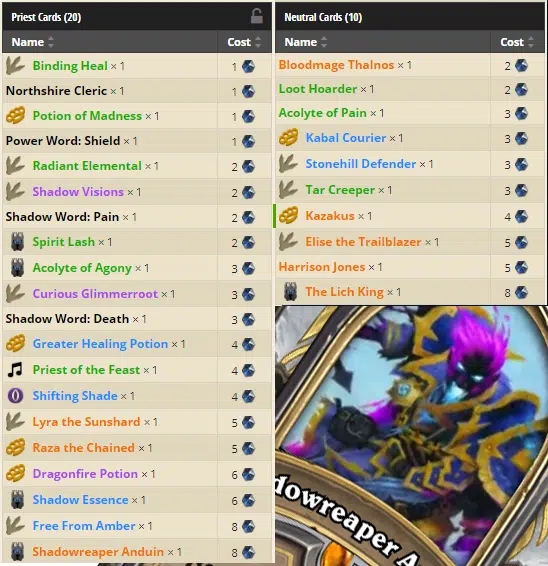 Priest Cards (20)
Name Cost
Binding Heal × 1 1
Northshire Cleric × 1 1
Potion of Madness × 1 1
Power Word: Shield × 1 1
Radiant Elemental × 1 2
Shadow Visions × 1 2
Shadow Word: Pain × 1 2
Spirit Lash × 1 2
Acolyte of Agony × 1 3
Curious Glimmerroot × 1 3
Shadow Word: Death × 1 3
Greater Healing Potion × 1 4
Priest of the Feast × 1 4
Shifting Shade × 1 4
Lyra the Sunshard × 1 5
Raza the Chained × 1 5
Dragonfire Potion × 1 6
Shadow Essence × 1 6
Free From Amber × 1 8
Shadowreaper Anduin × 1 8
Neutral Cards (10)
Name Cost
Bloodmage Thalnos × 1 2
Loot Hoarder × 1 2
Acolyte of Pain × 1 3
Kabal Courier × 1 3
Stonehill Defender × 1 3
Tar Creeper × 1 3
Kazakus × 1 4
Elise the Trailblazer × 1 5
Harrison Jones × 1 5
The Lich King × 1 8
dowreaper A